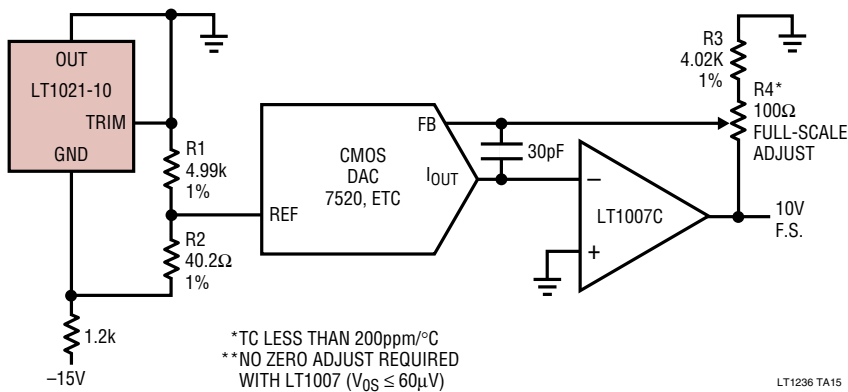 OUT
LT1021-10
TRIM
GND
R1
4.99k
1%
R2
40.2Ω
1%
1.2k
–15V
REF
CMOS
DAC
7520, ETC
FB
IOUT
30pF
–
+
LT1007C
R3
4.02K
1%
R4*
100Ω
FULL-SCALE
ADJUST
10V
F.S.
*TC LESS THAN 200ppm/°C
**NO ZERO ADJUST REQUIRED
WITH LT1007 (V0S ≤ 60µV)
LT1236 TA15